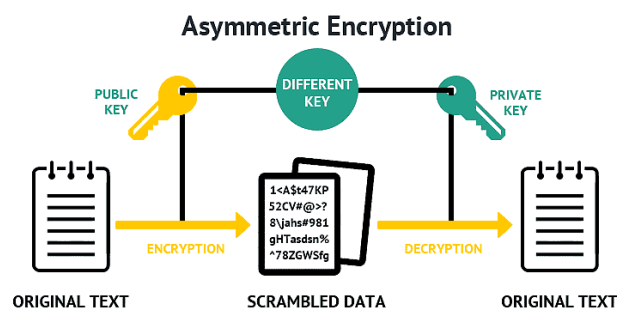 Asymmetric Encryption
DIFFERENT
KEY
PUBLIC
KEY
PRIVATE
KEY
1<A$t47KP
52CV#@>?
8\jahs#981
gHTasdsn%
^78ZGWSfg
ENCRYPTION
DECRYPTION
ORIGINAL TEXT
SCRAMBLED DATA
ORIGINAL TEXT